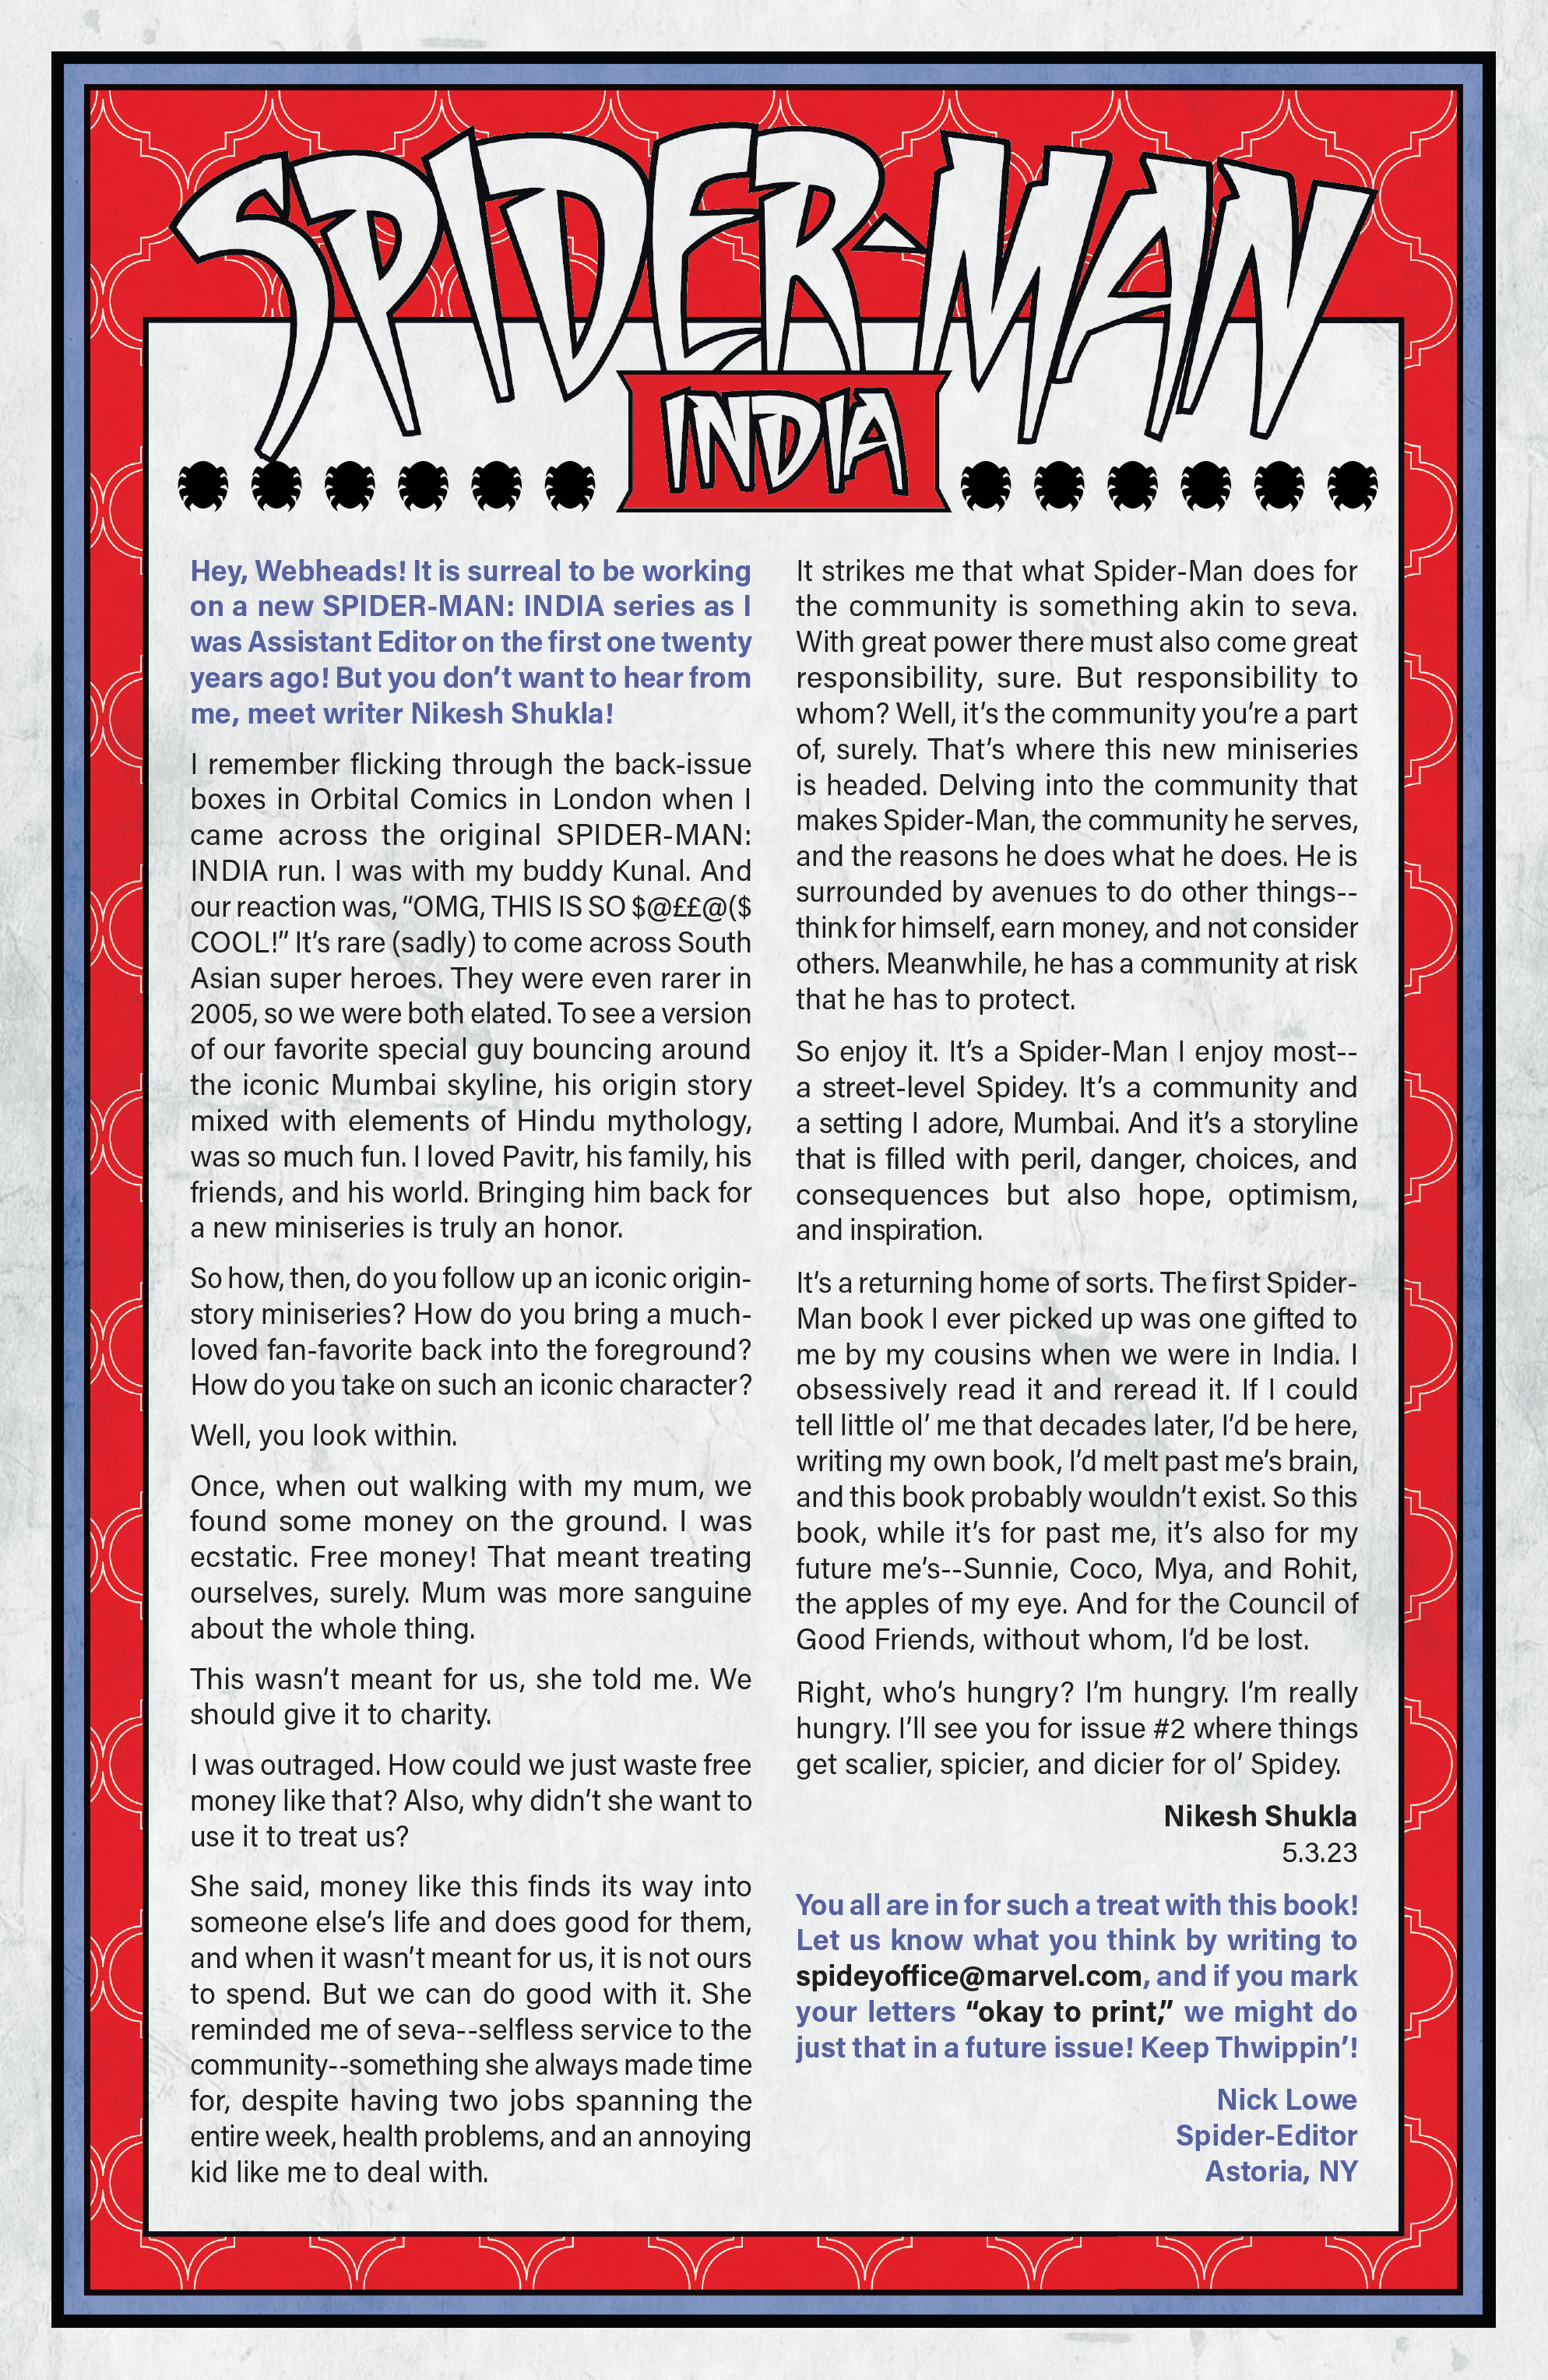 SPIDER-MAN
INDIA
Hey, Webheads! It is surreal to be working
on a new SPIDER-MAN: INDIA series as I
was Assistant Editor on the first one twenty
years ago! But you don’t want to hear from
me, meet writer Nikesh Shukla!
I remember flicking through the back-issue
boxes in Orbital Comics in London when I
came across the original SPIDER-MAN:
INDIA run. I was with my buddy Kunal. And
our reaction was, “OMG, THIS IS SO $@££@($
COOL!” It’s rare (sadly) to come across South
Asian super heroes. They were even rarer in
2005, so we were both elated. To see a version
of our favorite special guy bouncing around
the iconic Mumbai skyline, his origin story
mixed with elements of Hindu mythology,
was so much fun. I loved Pavitr, his family, his
friends, and his world. Bringing him back for
a new miniseries is truly an honor.
So how, then, do you follow up an iconic origin-
story miniseries? How do you bring a much-
loved fan-favorite back into the foreground?
How do you take on such an iconic character?
Well, you look within.
Once, when out walking with my mum, we
found some money on the ground. I was
ecstatic. Free money! That meant treating
ourselves, surely. Mum was more sanguine
about the whole thing.
This wasn’t meant for us, she told me. We
should give it to charity.
I was outraged. How could we just waste free
money like that? Also, why didn’t she want to
use it to treat us?
She said, money like this finds its way into
someone else’s life and does good for them,
and when it wasn’t meant for us, it is not ours
to spend. But we can do good with it. She
reminded me of seva--selfless service to the
community--something she always made time
for, despite having two jobs spanning the
entire week, health problems, and an annoying
kid like me to deal with.
It strikes me that what Spider-Man does for
the community is something akin to seva.
With great power there must also come great
responsibility, sure. But responsibility to
whom? Well, it’s the community you’re a part
of, surely. That’s where this new miniseries
is headed. Delving into the community that
makes Spider-Man, the community he serves,
and the reasons he does what he does. He is
surrounded by avenues to do other things--
think for himself, earn money, and not consider
others. Meanwhile, he has a community at risk
that he has to protect.
So enjoy it. It’s a Spider-Man I enjoy most--
a street-level Spidey. It’s a community and
a setting I adore, Mumbai. And it’s a storyline
that is filled with peril, danger, choices, and
consequences but also hope, optimism,
and inspiration.
It’s a returning home of sorts. The first Spider-
Man book I ever picked up was one gifted to
me by my cousins when we were in India. I
obsessively read it and reread it. If I could
tell little ol’ me that decades later, I’d be here,
writing my own book, I’d melt past me’s brain,
and this book probably wouldn’t exist. So this
book, while it’s for past me, it’s also for my
future me’s--Sunnie, Coco, Mya, and Rohit,
the apples of my eye. And for the Council of
Good Friends, without whom, I’d be lost.
Right, who’s hungry? I’m hungry. I’m really
hungry. I’ll see you for issue #2 where things
get scalier, spicier, and dicier for ol’ Spidey.
Nikesh Shukla
5.3.23
You all are in for such a treat with this book!
Let us know what you think by writing to
spideyoffice@marvel.com, and if you mark
your letters “okay to print,” we might do
just that in a future issue! Keep Thwippin’!
Nick Lowe
Spider-Editor
Astoria, NY